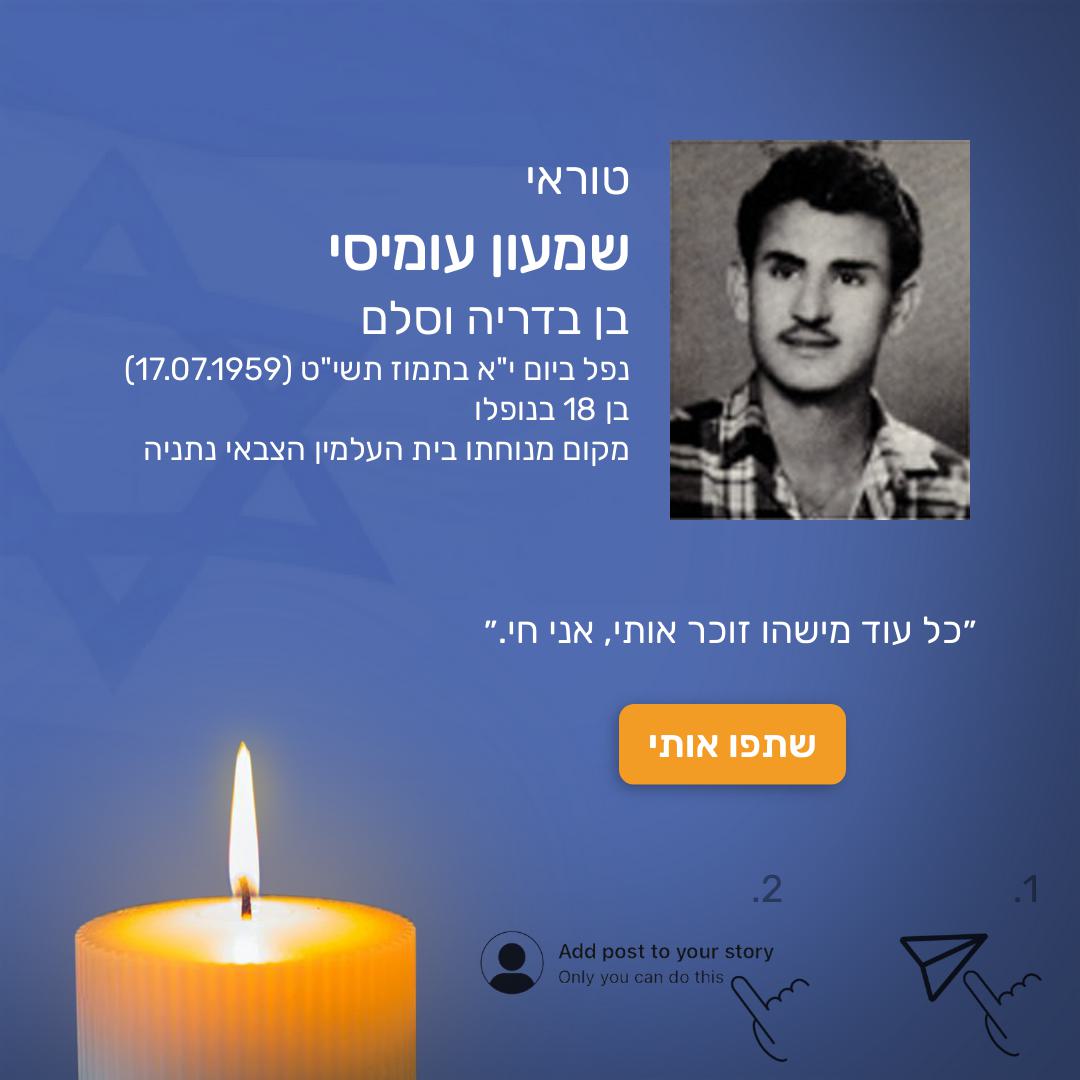 טוראי
שמעון עומיסי
בן בדריה וסלם
נפל ביום י"א בתמוז תשי"ט (17.07.1959)
בן 18 בנופלו
מקום מנוחתו בית העלמין הצבאי נתניה
״כל עוד מישהו זוכר אותי, אני חי.״
שתפו אותי
1.
2.
Add post to your story
Only you can do this